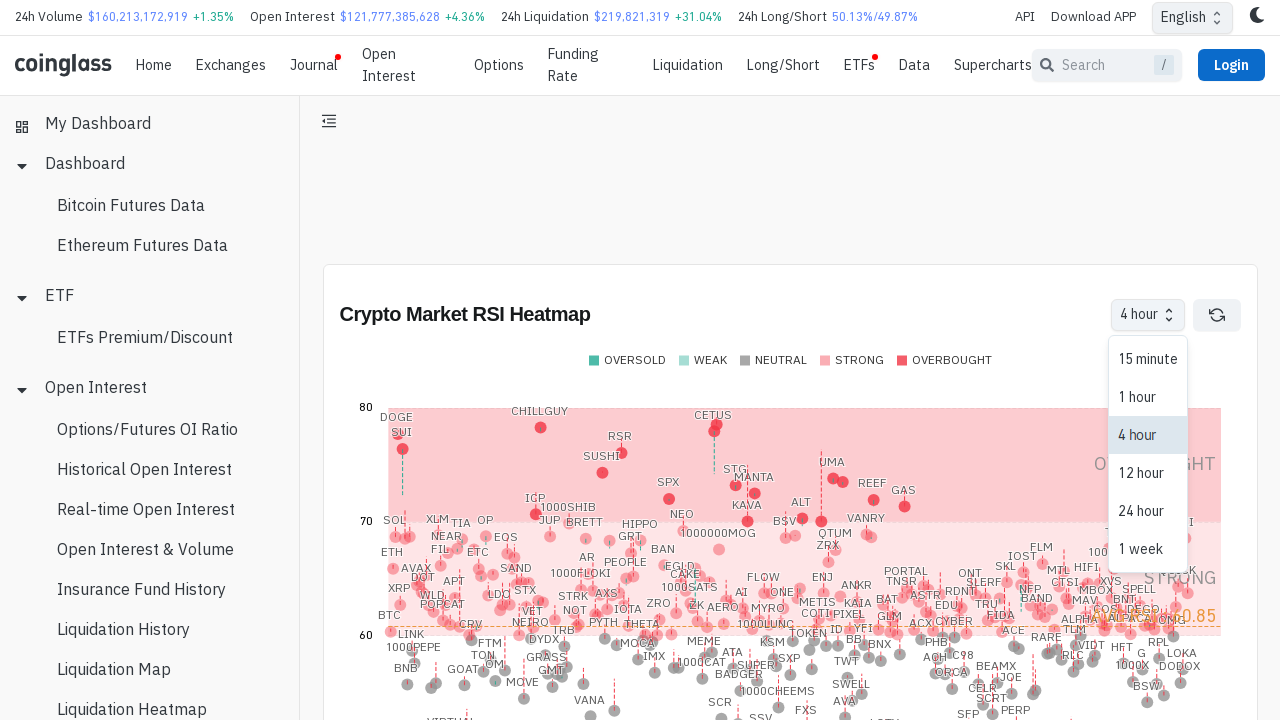 24h Volume $160,213,172,919 +1.35% Open Interest $121,777,385,628 +4.36% 24h Liquidation $219,821,319 +31.04% 24h Long/Short 50.13%/49.87% API Download APP English
coinglass Home Exchanges Journal Open Interest Options Funding Rate Liquidation Long/Short ETFs Data Supercharts Search / Login
My Dashboard
Dashboard
Bitcoin Futures Data
Ethereum Futures Data
ETF
ETFs Premium/Discount
Open Interest
Options/Futures OI Ratio
Historical Open Interest
Real-time Open Interest
Open Interest & Volume
Insurance Fund History
Liquidation History
Liquidation Map
Liquidation Heatmap
Crypto Market RSI Heatmap
4 hour
15 minute
1 hour
4 hour
12 hour
24 hour
1 week
OVERSOLD WEAK NEUTRAL STRONG OVERBOUGHT
80
DOGE CHILLGUY CETUS
SUI RSR
SUSHI STG MANTA UMA
SPX REEF GAS
ICP 1000SHIB KAVA ALT
70
SOL XLM TIA OP JUP BRETT HIPPO NEO BSV VANRY
NEAR EQS GRT 1000000MOG QTUM
ETH FIL ETC BAN ZRX IOST FLM
AVAX SAND AR PEOPLE EGLD PORTAL ONT SKL HIFI
XRP DOT APT 1000FLOKI CAKE FLOW ENJ TNSR SLERF MTL CTSI XVS
WLD LDO STX STRK AXS 1000SATS AI ONE ANKR RDNT NFP MBOX SPELL
POPCAT VET NOT IOTA ZRO ZK AERO MYRO METIS KAIA BAT ASTR EDU TRU BAND MAV COS BNT DEGO
BTC CRV NEIRO TRB PYTH THETA 1000LUNC COTI PIXEL GLM ACX CYBER FIDA ALPHA ALPACA OMG
STRONG
60
LINK FTM DYDX MOCA MEME TOKEN ID YFI BB PHB ACE TLM RARE VIDT HFT RPL
1000PEPE TON GRASS IMX ATA KSM BNX C98 RLC G LOKA
BNB GOAT OM GMT 1000CAT SUPER SXP TWT AGI ORCA BEAMX 1000X DODOX
MOVE BADGER SWELL JOE BSW
VANA SCR 1000CHEEMS AVA CELR SCRT
SSV FXS SFP PERP